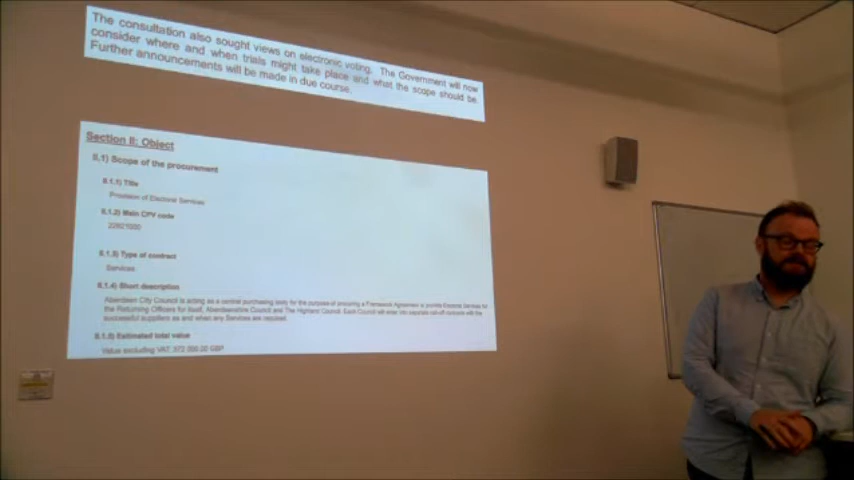 The consultation also sought views on electronic voting. The Government will now
consider where and when trials might take place and what the scope should be.
Further announcements will be made in due course.
Section II: Object
II.1) Scope of the procurement
II.1.1) Title
Provision of Electoral Services
II.1.2) Main CPV code
II.1.3) Type of contract
Services
II.1.4) Short description
Aberdeen City Council is acting as a central purchasing body for the purpose of procuring a Framework Agreement to provide Electoral Services for
the Returning Officers for itself, Aberdeenshire Council and The Highland Council. Each Council will enter into separate call-off contracts with the
successful suppliers as and when any Services are required.
II.1.5) Estimated total value
Value excluding VAT: GBP